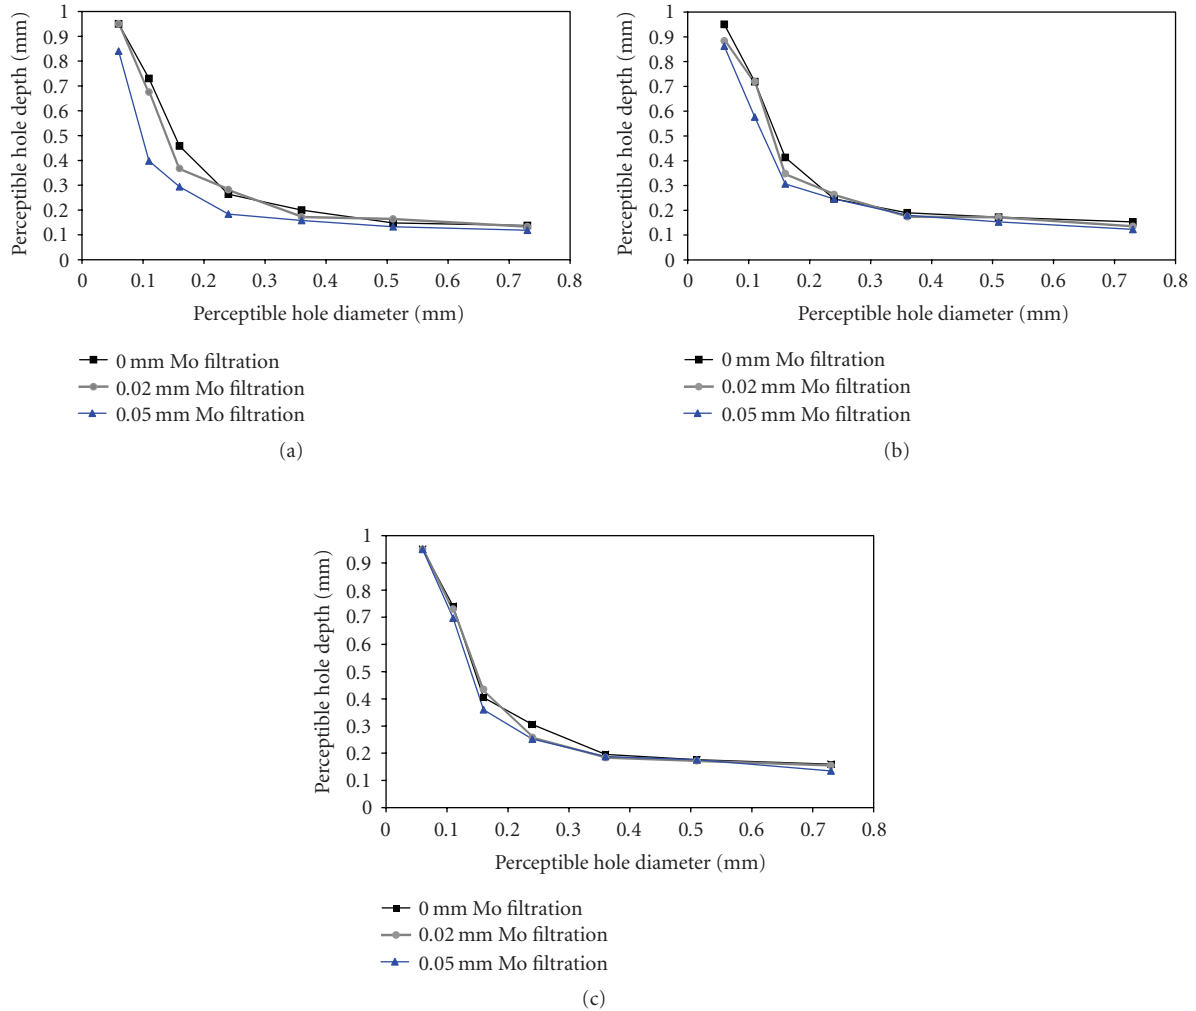 Perceptible hole depth (mm)
1
0.9
0.8
0.7
0.6
0.5
0.4
0.3
0.2
0.1
0
0 0.1 0.2 0.3 0.4 0.5 0.6 0.7 0.8
Perceptible hole diameter (mm)
0 mm Mo filtration
0.02 mm Mo filtration
0.05 mm Mo filtration
(a)
Perceptible hole depth (mm)
1
0.9
0.8
0.7
0.6
0.5
0.4
0.3
0.2
0.1
0
0 0.1 0.2 0.3 0.4 0.5 0.6 0.7 0.8
Perceptible hole diameter (mm)
0 mm Mo filtration
0.02 mm Mo filtration
0.05 mm Mo filtration
(b)
Perceptible hole depth (mm)
1
0.9
0.8
0.7
0.6
0.5
0.4
0.3
0.2
0.1
0
0 0.1 0.2 0.3 0.4 0.5 0.6 0.7 0.8
Perceptible hole diameter (mm)
0 mm Mo filtration
0.02 mm Mo filtration
0.05 mm Mo filtration
(c)